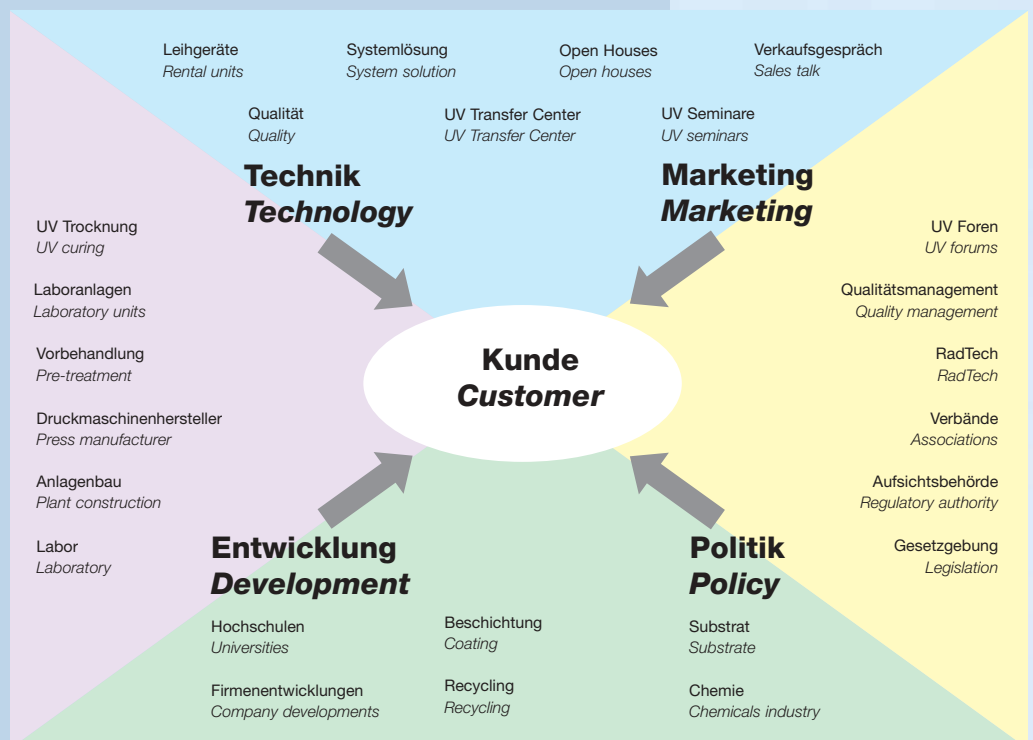 Leihgeräte
Rental units
Systemlösung
System solution
Open Houses
Open houses
Verkaufsgespräch
Sales talk
Qualität
Quality
UV Transfer Center
UV Transfer Center
UV Seminare
UV seminars
Technik
Technology
Marketing
Marketing
UV Trocknung
UV curing
Laboranlagen
Laboratory units
Vorbehandlung
Pre-treatment
Druckmaschinenhersteller
Press manufacturer
Anlagenbau
Plant construction
Labor
Laboratory
Kunde
Customer
UV Foren
UV forums
Qualitätsmanagement
Quality management
RadTech
RadTech
Verbände
Associations
Aufsichtsbehörde
Regulatory authority
Gesetzgebung
Legislation
Entwicklung
Development
Politik
Policy
Hochschulen
Universities
Beschichtung
Coating
Substrat
Substrate
Firmenentwicklungen
Company developments
Recycling
Recycling
Chemie
Chemicals industry